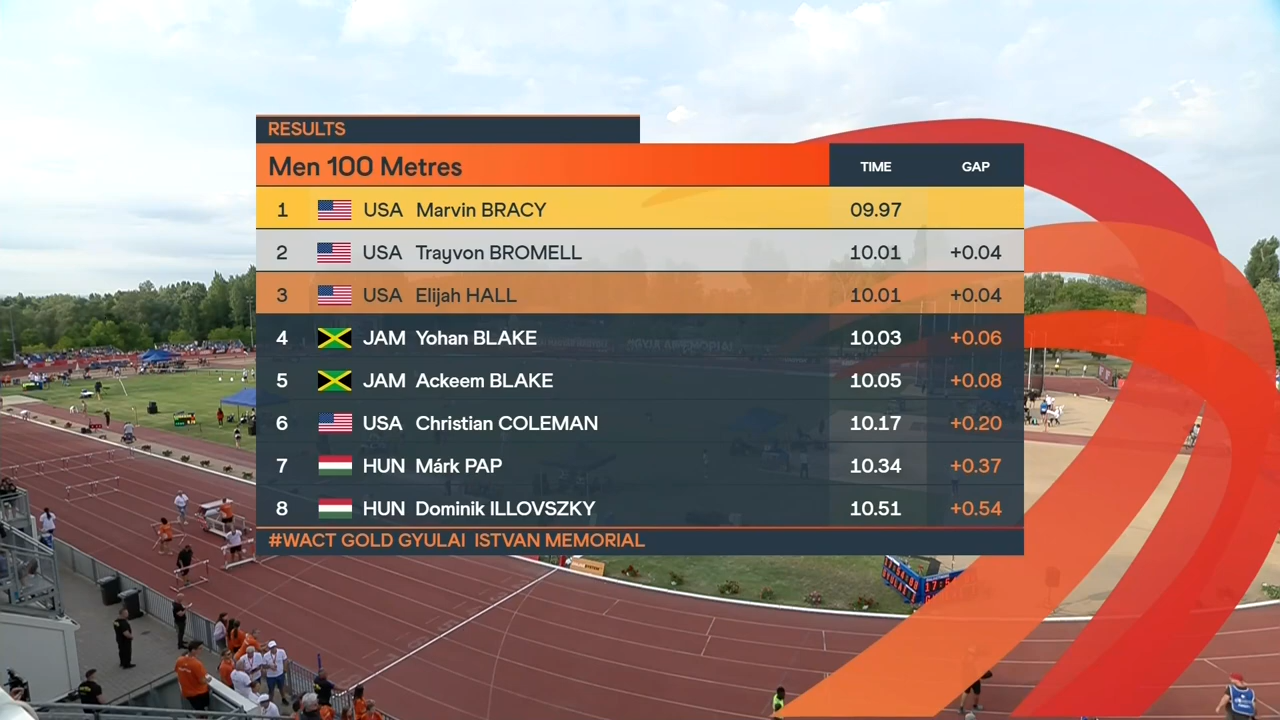 RESULTS
Men 100 Metres TIME GAP
1 USA Marvin BRACY 09.97
2 USA Trayvon BROMELL 10.01 +0.04
3 USA Elijah HALL 10.01 +0.04
4 JAM Yohan BLAKE 10.03 +0.06
5 JAM Ackeem BLAKE 10.05 +0.08
6 USA Christian COLEMAN 10.17 +0.20
7 HUN Márk PAP 10.34 +0.37
8 HUN Dominik ILLOVSZKY 10.51 +0.54
#WACT GOLD GYULAI ISTVAN MEMORIAL